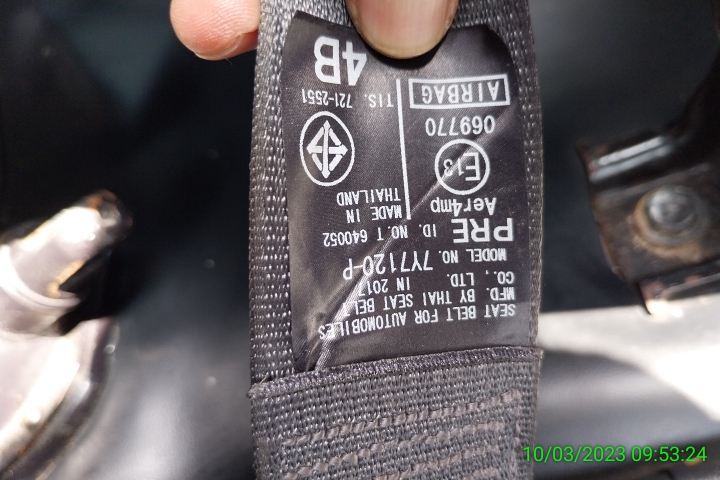 SEAT BELT FOR AUTOMOBILES
MFD. BY THAI SEAT BELT
CO., LTD. IN
MODEL NO. 7Y7120-P
PRE ID. NO. T 640052
Aer4mp
MADE IN
THAILAND
E13
069770
AIRBAG
TIS. 721-2551
4B
10/03/2023 09:53:24